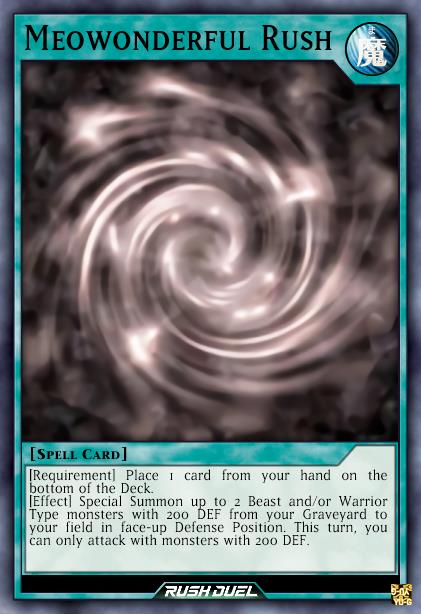 Meowonderful Rush
ま
魔
[Spell Card]
[Requirement] Place 1 card from your hand on the
bottom of the Deck.
[Effect] Special Summon up to 2 Beast and/or Warrior
Type monsters with 200 DEF from your Graveyard to
your field in face-up Defense Position. This turn, you
can only attack with monsters with 200 DEF.
RUSH DUEL